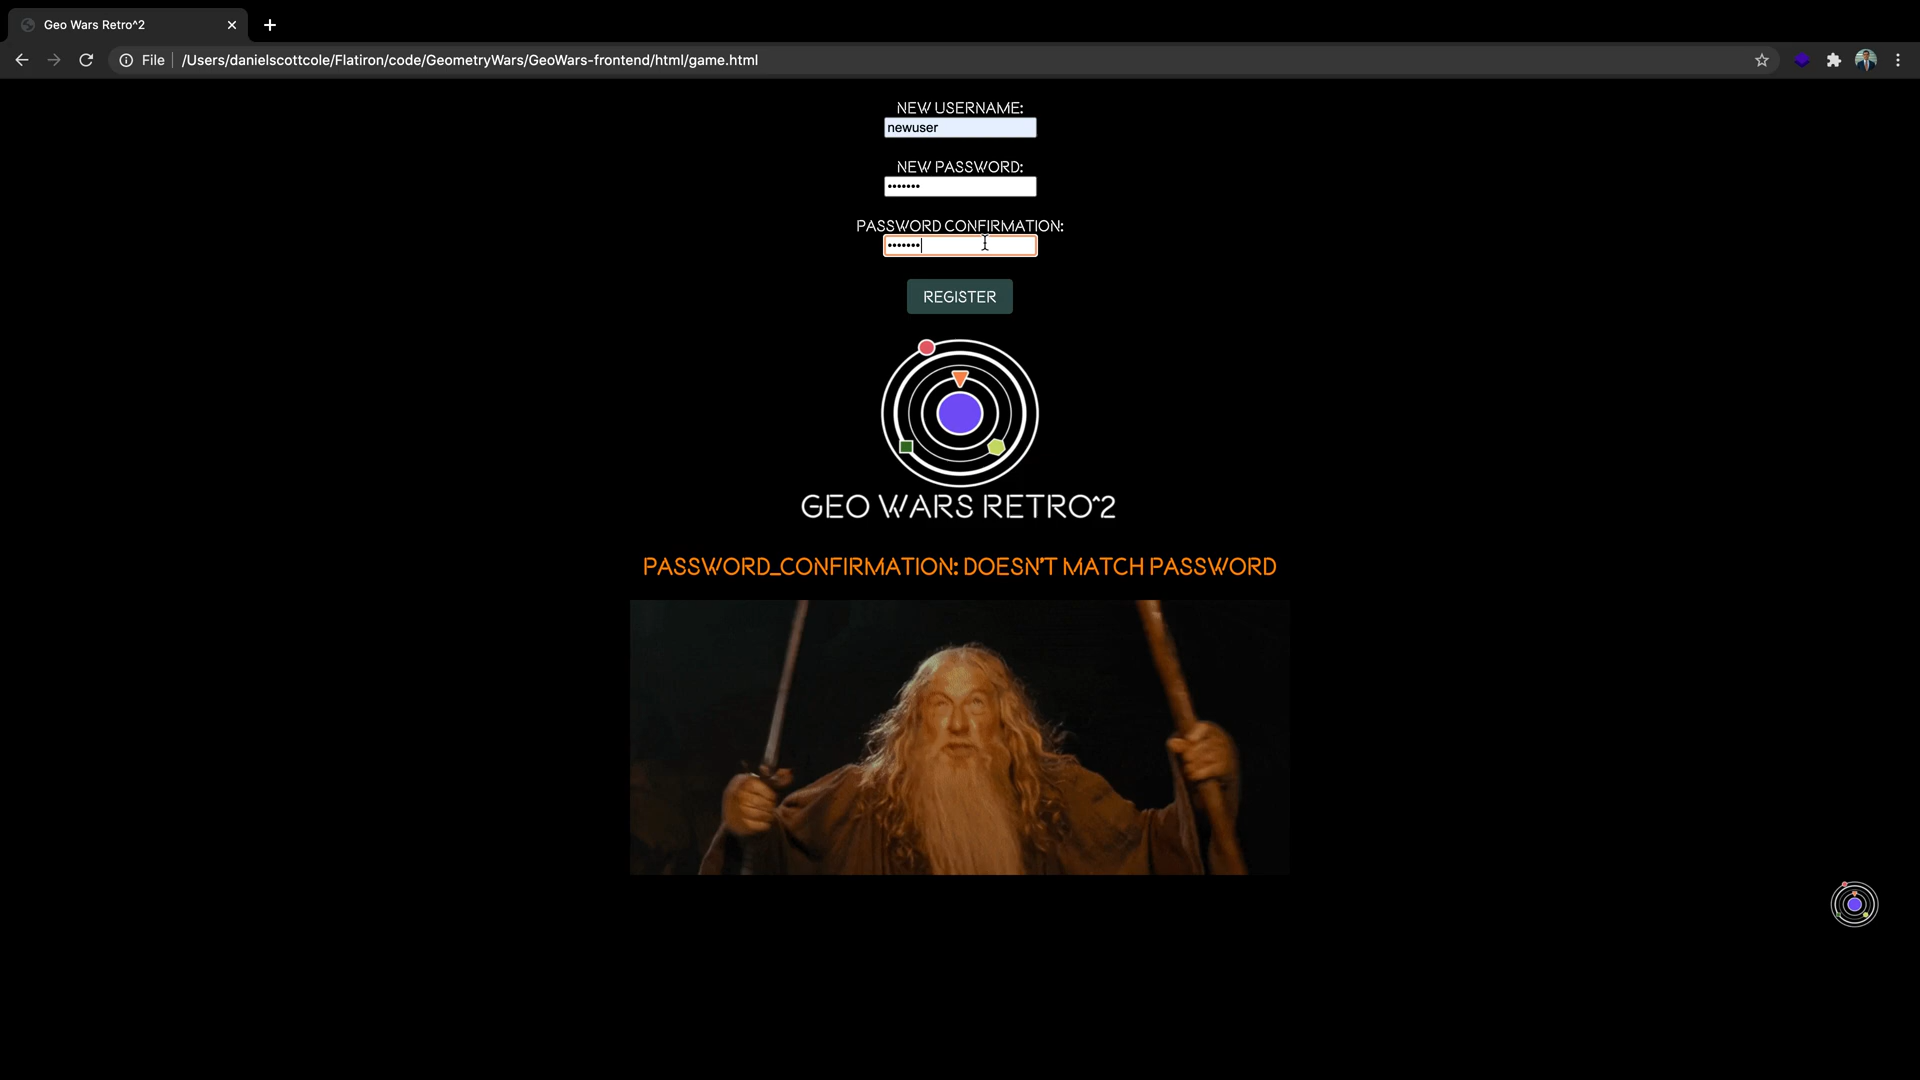 Geo Wars Retro^2
File
/Users/danielscottcole/Flatiron/code/GeometryWars/GeoWars-frontend/html/game.html
NEW USERNAME:
newuser
NEW PASSWORD:
•••••••
PASSWORD CONFIRMATION:
•••••••
REGISTER
GEO WARS RETRO^2
PASSWORD_CONFIRMATION: DOESN'T MATCH PASSWORD